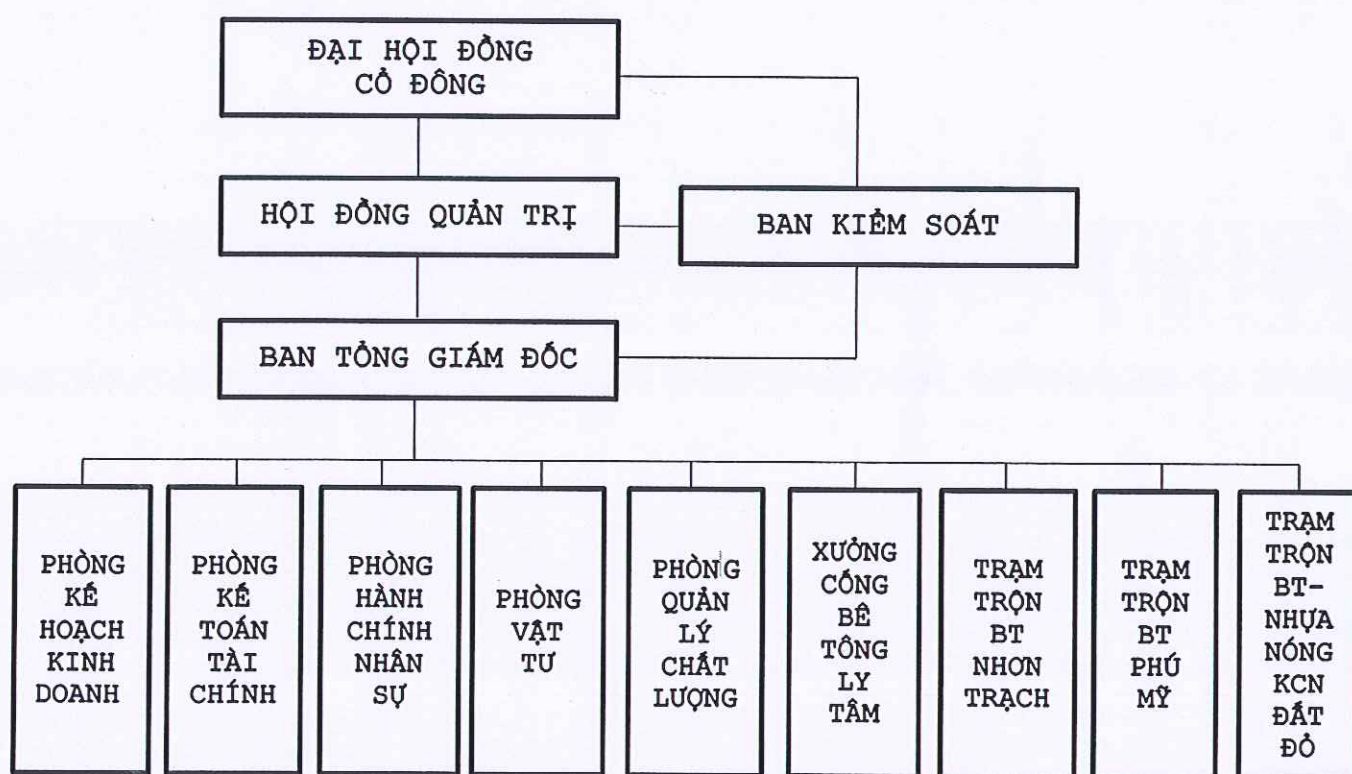 ĐẠI HỘI ĐỒNG
CỔ ĐÔNG
HỘI ĐỒNG QUẢN TRỊ
BAN KIỂM SOÁT
BAN TỔNG GIÁM ĐỐC
PHÒNG
KẾ
HOẠCH
KINH
DOANH
PHÒNG
KẾ
TOÁN
TÀI
CHÍNH
PHÒNG
HÀNH
CHÍNH
NHÂN
SỰ
PHÒNG
VẬT
TƯ
PHÒNG
QUẢN
LÝ
CHẤT
LƯỢNG
XƯỞNG
CỐNG
BÊ
TÔNG
LY
TÂM
TRẠM
TRỘN
BT
NHƠN
TRẠCH
TRẠM
TRỘN
BT
PHÚ
MỸ
TRẠM
TRỘN
BT-
NHỰA
NÓNG
KCN
ĐẤT
ĐỎ